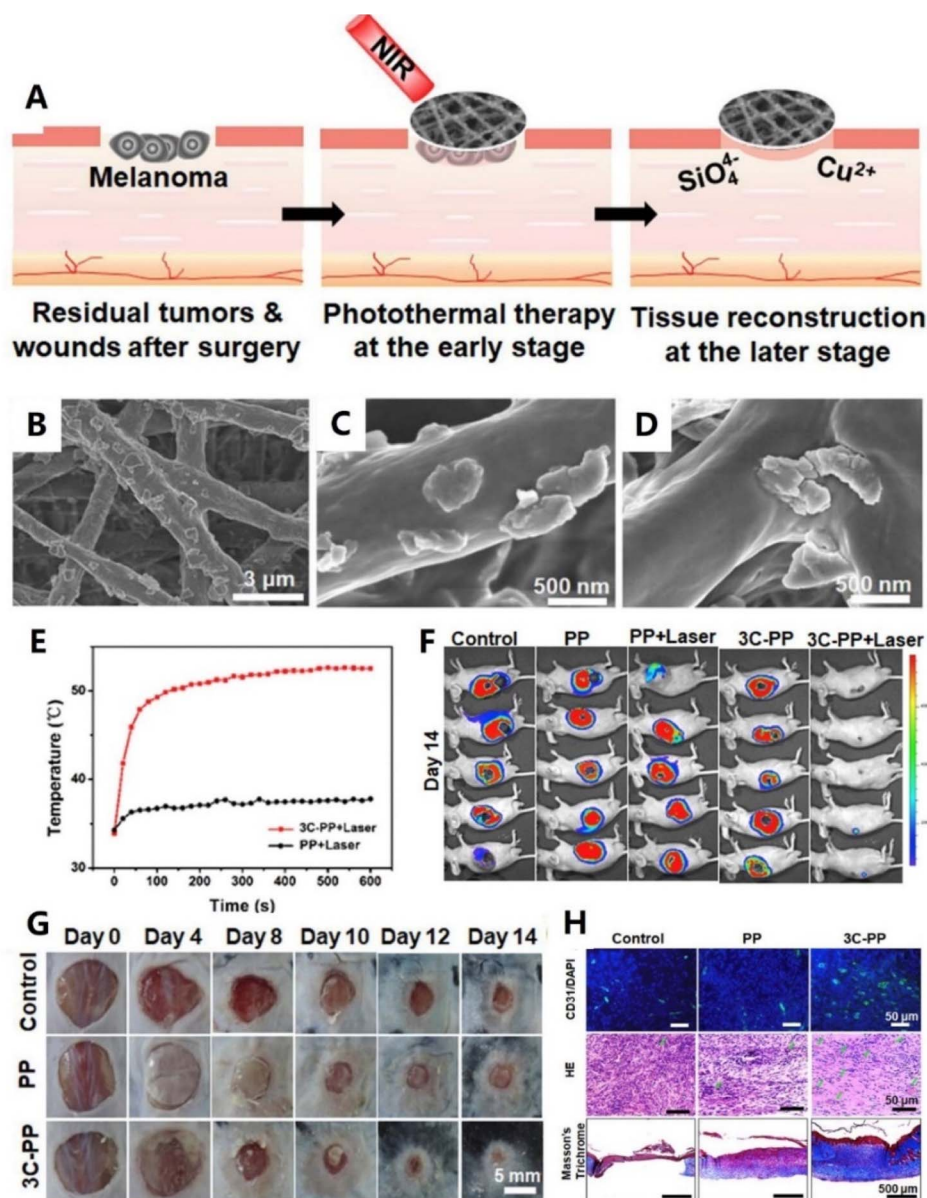 A
NIR
Melanoma
SiO₄⁴⁻
Cu²⁺
Residual tumors &
wounds after surgery
Photothermal therapy
at the early stage
Tissue reconstruction
at the later stage
B
3 μm
C
500 nm
D
500 nm
E
Temperature (℃)
50
40
30
3C-PP+Laser
PP+Laser
0 100 200 300 400 500 600
Time (s)
F
Control PP PP+Laser 3C-PP 3C-PP+Laser
Day 14
G
Day 0 Day 4 Day 8 Day 10 Day 12 Day 14
Control
PP
3C-PP
5 mm
H
Control PP 3C-PP
CD31/DAPI
50 μm
HE
50 μm
Masson's
Trichrome
500 μm